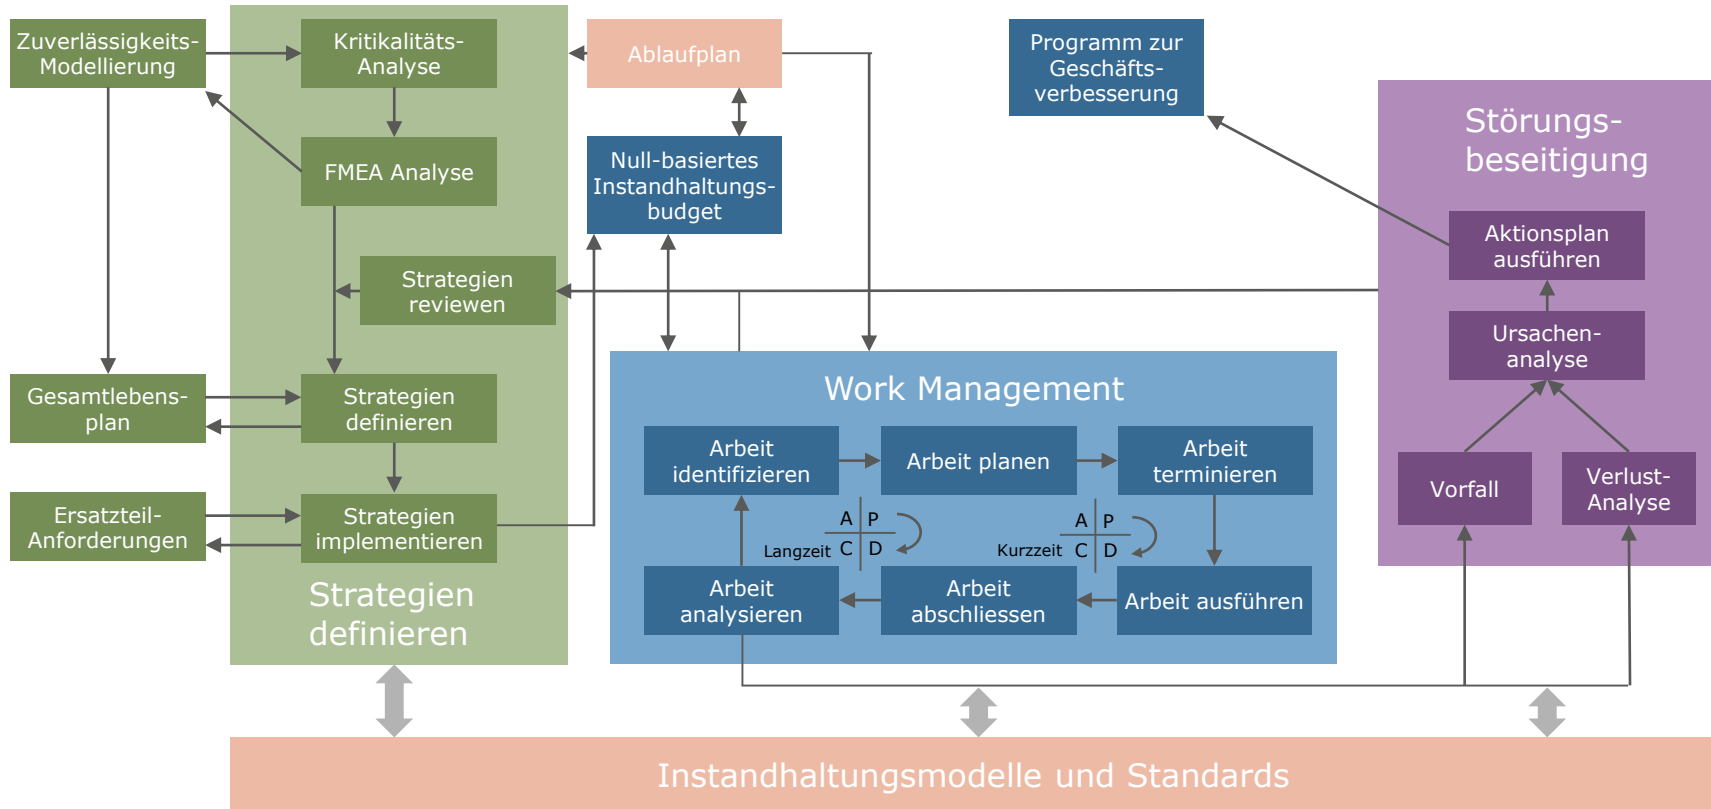 Zuverlässigkeits-
Modellierung
Kritikalitäts-
Analyse
FMEA Analyse
Strategien
reviewen
Gesamtlebens-
plan
Strategien
definieren
Ersatzteil-
Anforderungen
Strategien
implementieren
Strategien
definieren
Ablaufplan
Null-basiertes
Instandhaltungs-
budget
Programm zur
Geschäfts-
verbesserung
Work Management
Arbeit
identifizieren
Arbeit planen
Arbeit
terminieren
Langzeit
A P
C D
Kurzzeit
A P
C D
Arbeit
analysieren
Arbeit
abschliessen
Arbeit ausführen
Störungs-
beseitigung
Aktionsplan
ausführen
Ursachen-
analyse
Vorfall
Verlust-
Analyse
Instandhaltungsmodelle und Standards